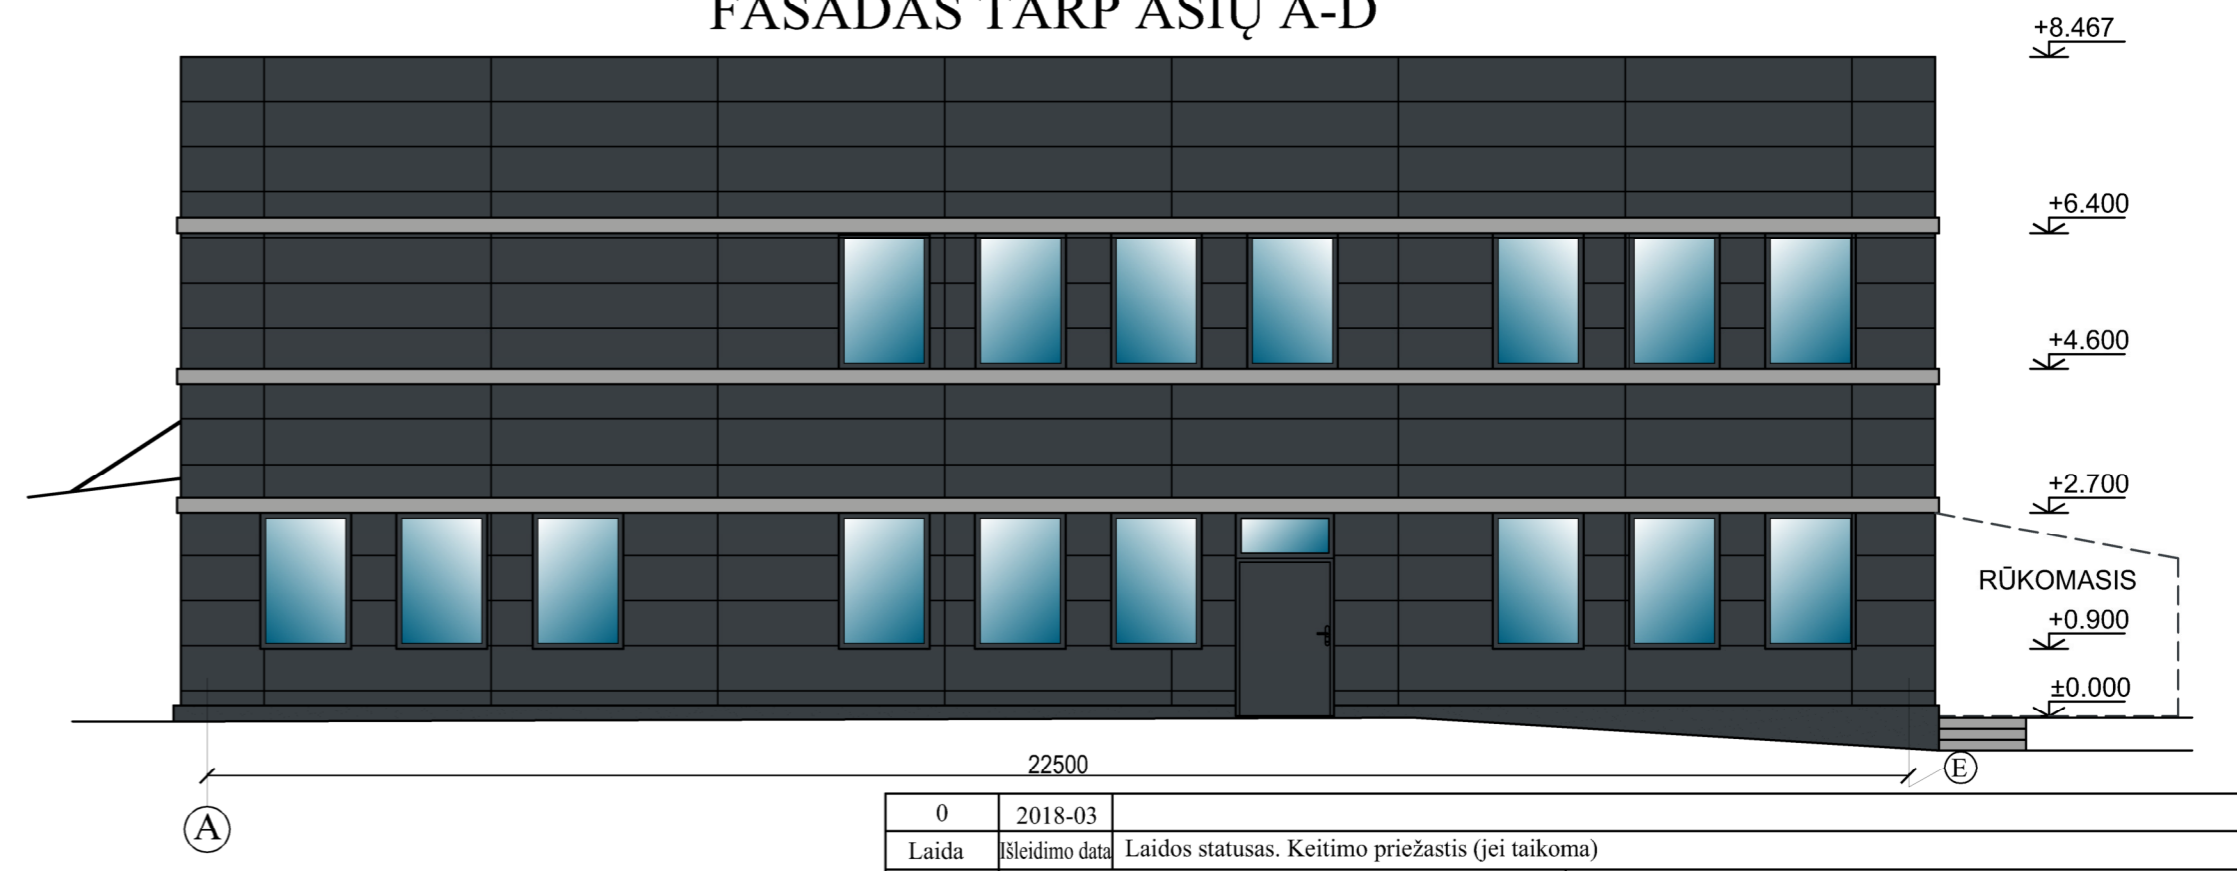 FASADAS TARP AŠIŲ A-D
+8.467
+6.400
+4.600
+2.700
RŪKOMASIS
+0.900
±0.000
22500
E
A
0 2018-03
Laida Išleidimo data Laidos statusas. Keitimo priežastis (jei taikoma)